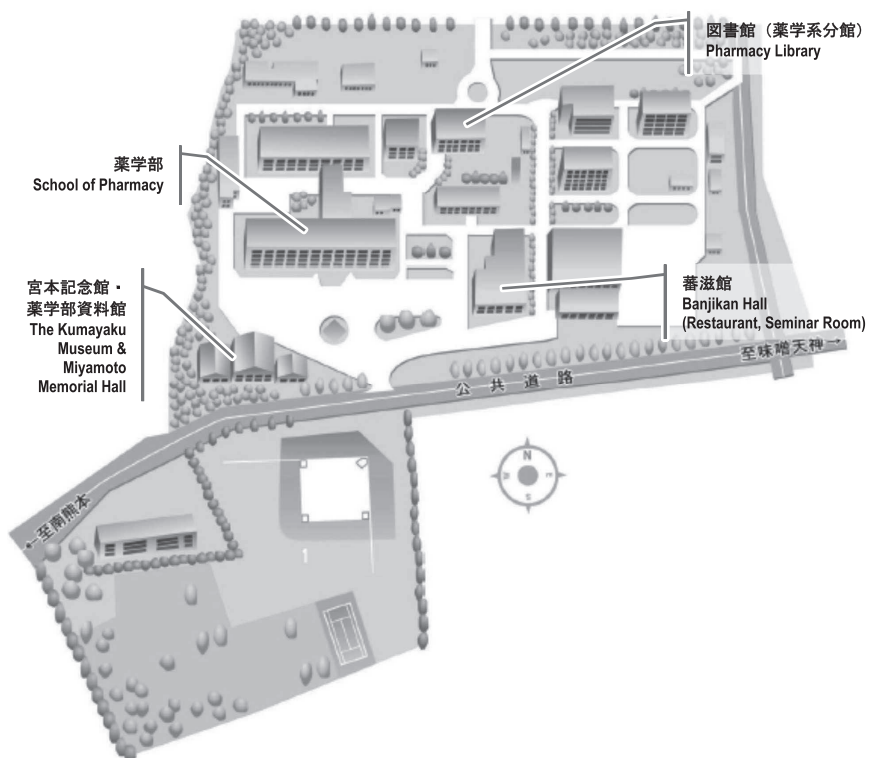 図書館（薬学系分館）
Pharmacy Library
薬学部
School of Pharmacy
宮本記念館・
薬学部資料館
The Kumayaku
Museum &
Miyamoto
Memorial Hall
蕃滋館
Banjikan Hall
(Restaurant, Seminar Room)
至味噌天神→
公共道路
←至南熊本
N
W
E
S